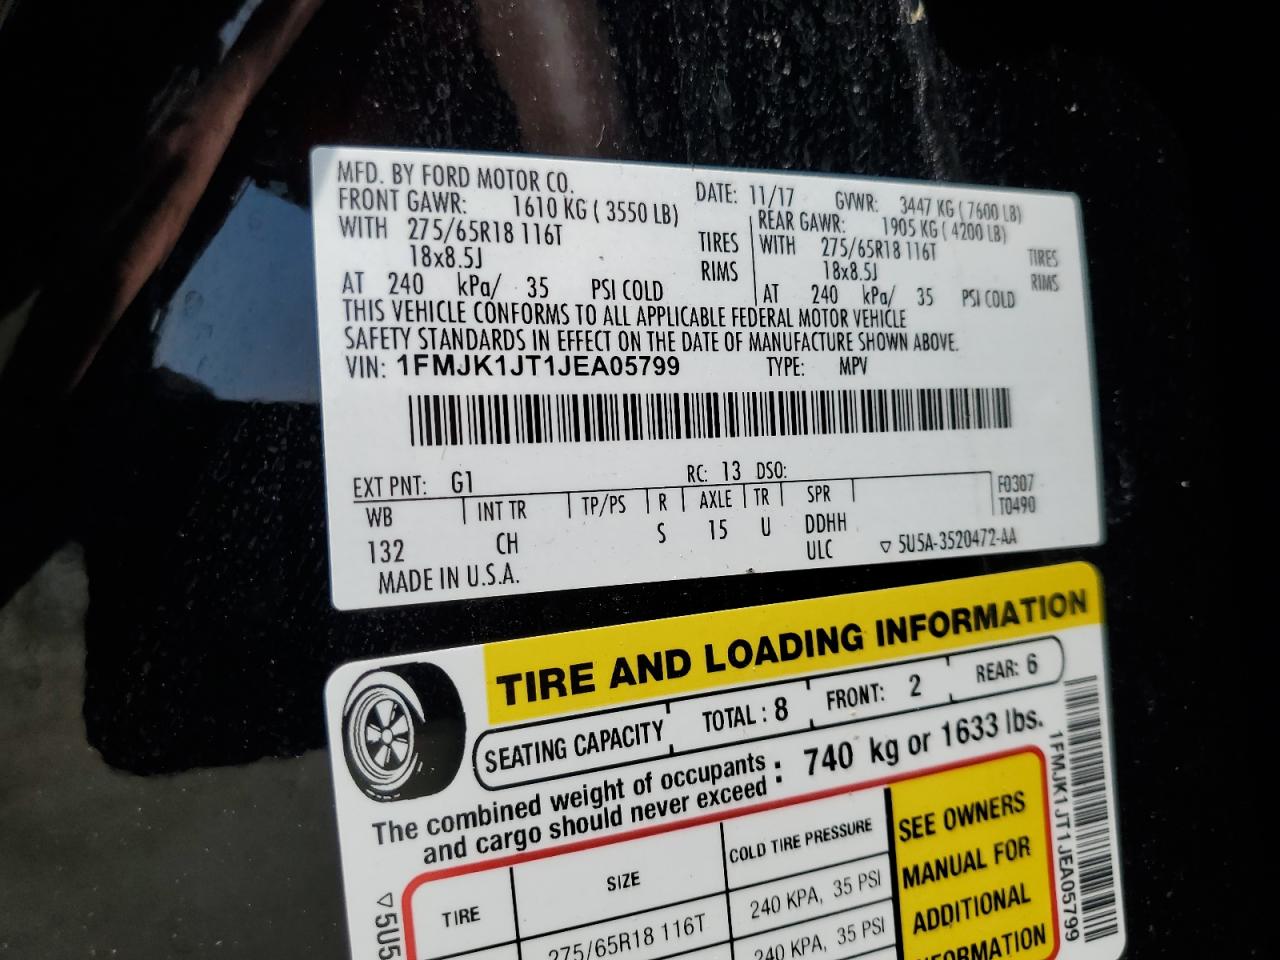 MFD. BY FORD MOTOR CO. DATE: 11/17 GVWR: 3447 KG ( 7600 LB)
FRONT GAWR: 1610 KG ( 3550 LB) REAR GAWR: 1905 KG ( 4200 LB)
WITH 275/65R18 116T TIRES WITH 275/65R18 116T TIRES
18x8.5J RIMS 18x8.5J RIMS
AT 240 kPa/ 35 PSI COLD AT 240 kPa/ 35 PSI COLD
THIS VEHICLE CONFORMS TO ALL APPLICABLE FEDERAL MOTOR VEHICLE
SAFETY STANDARDS IN EFFECT ON THE DATE OF MANUFACTURE SHOWN ABOVE.
VIN: 1FMJK1JT1JEA05799 TYPE: MPV
EXT PNT: G1 RC: 13 DSO:
WB INT TR TP/PS R AXLE TR SPR F0307
T0490
132 CH S 15 U DDHH
ULC ▽ 5U5A-3520472-AA
MADE IN U.S.A.
TIRE AND LOADING INFORMATION
SEATING CAPACITY TOTAL : 8 FRONT: 2 REAR: 6
The combined weight of occupants
and cargo should never exceed : 740 kg or 1633 lbs.
TIRE SIZE COLD TIRE PRESSURE
275/65R18 116T 240 KPA, 35 PSI
240 KPA, 35 PSI
SEE OWNERS
MANUAL FOR
ADDITIONAL
INFORMATION
1FMJK1JT1JEA05799
▽ 5U5